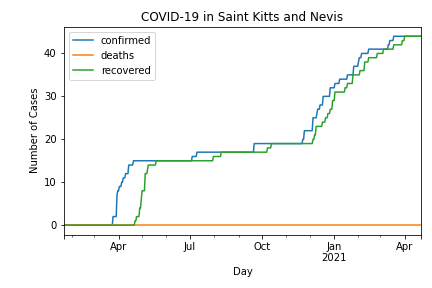 COVID-19 in Saint Kitts and Nevis
confirmed
deaths
recovered
Number of Cases
40
30
20
10
0
Apr
Jul
Oct
Jan
2021
Apr
Day